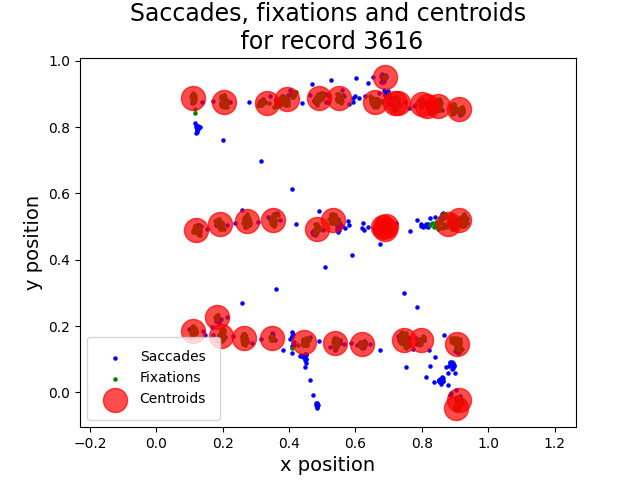 Saccades, fixations and centroids
for record 3616
1.0
0.8
0.6
0.4
0.2
0.0
y position
Saccades
Fixations
Centroids
−0.2 0.0 0.2 0.4 0.6 0.8 1.0 1.2
x position